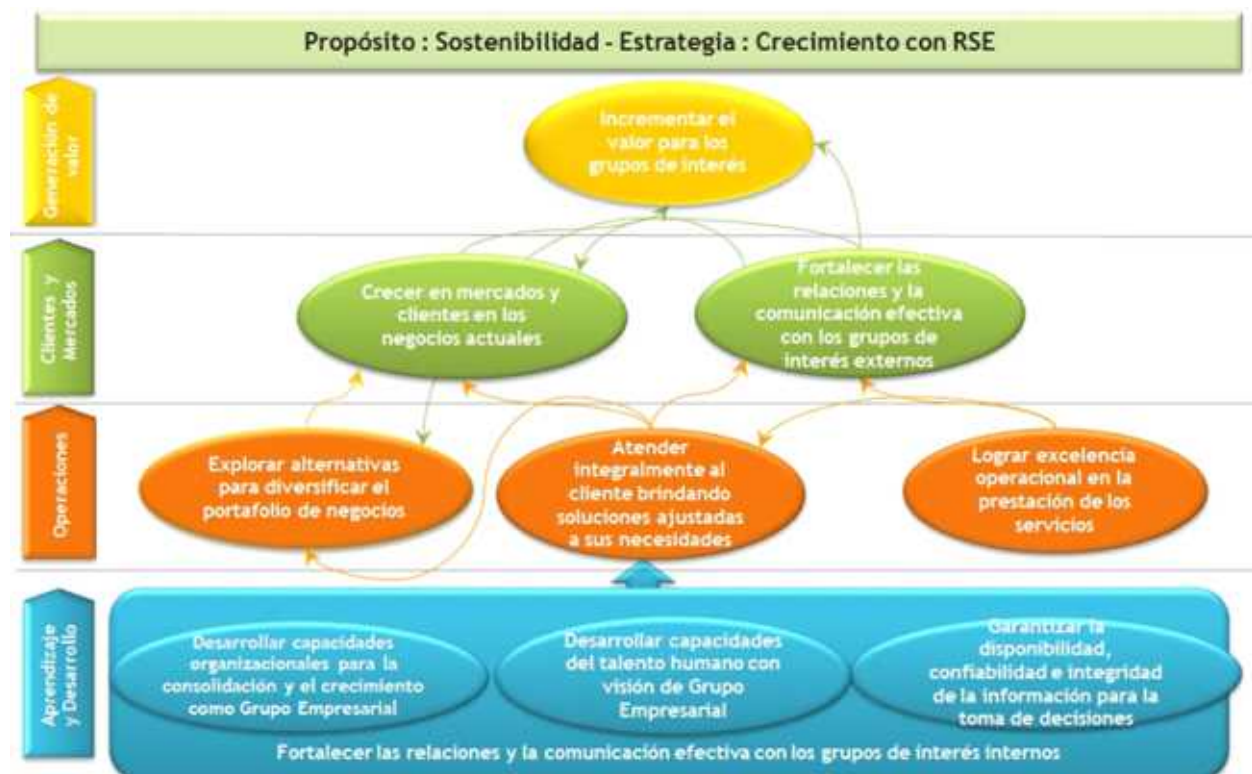 Propósito : Sostenibilidad - Estrategia : Crecimiento con RSE
Generación de
valor
Incrementar el
valor para los
grupos de interés
Clientes y
Mercados
Crecer en mercados y
clientes en los
negocios actuales
Fortalecer las
relaciones y la
comunicación efectiva
con los grupos de
interés externos
Operaciones
Explorar alternativas
para diversificar el
portafolio de negocios
Atender
integralmente al
cliente brindando
soluciones ajustadas
a sus necesidades
Lograr excelencia
operacional en la
prestación de los
servicios
Aprendizaje
y Desarrollo
Desarrollar capacidades
organizacionales para la
consolidación y el crecimiento
como Grupo Empresarial
Desarrollar capacidades
del talento humano con
visión de Grupo
Empresarial
Garantizar la
disponibilidad,
confiabilidad e integridad
de la información para la
toma de decisiones
Fortalecer las relaciones y la comunicación efectiva con los grupos de interés internos